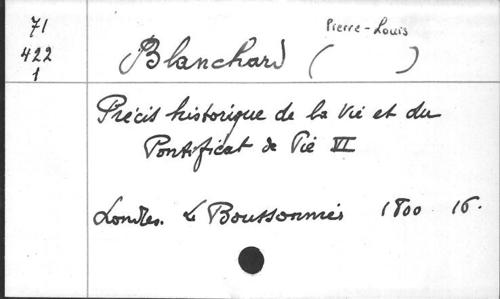 71
422
1
Blanchard (Pierre-Louis)
Précis historique de la Vie et du
Pontificat de Pie VI
Londres. Le Boussonnier 1800 16.